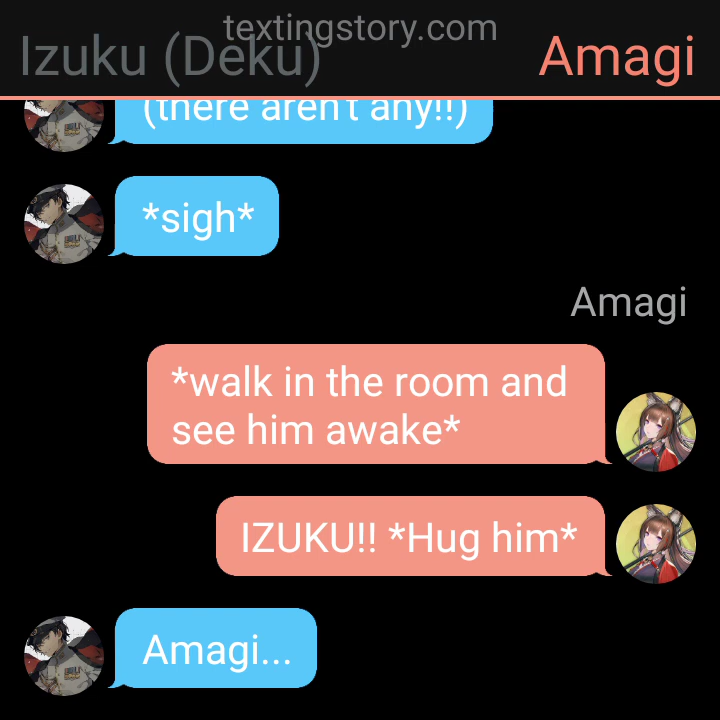 textingstory.com
Izuku (Deku)
Amagi
(there aren't any!!)
*sigh*
Amagi
*walk in the room and
see him awake*
IZUKU!! *Hug him*
Amagi...